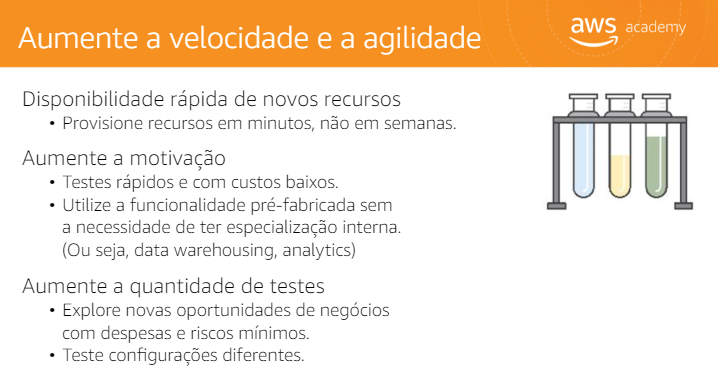 Aumente a velocidade e a agilidade
aws academy
Disponibilidade rápida de novos recursos
• Provisione recursos em minutos, não em semanas.
Aumente a motivação
• Testes rápidos e com custos baixos.
• Utilize a funcionalidade pré-fabricada sem
a necessidade de ter especialização interna.
(Ou seja, data warehousing, analytics)
Aumente a quantidade de testes
• Explore novas oportunidades de negócios
com despesas e riscos mínimos.
• Teste configurações diferentes.